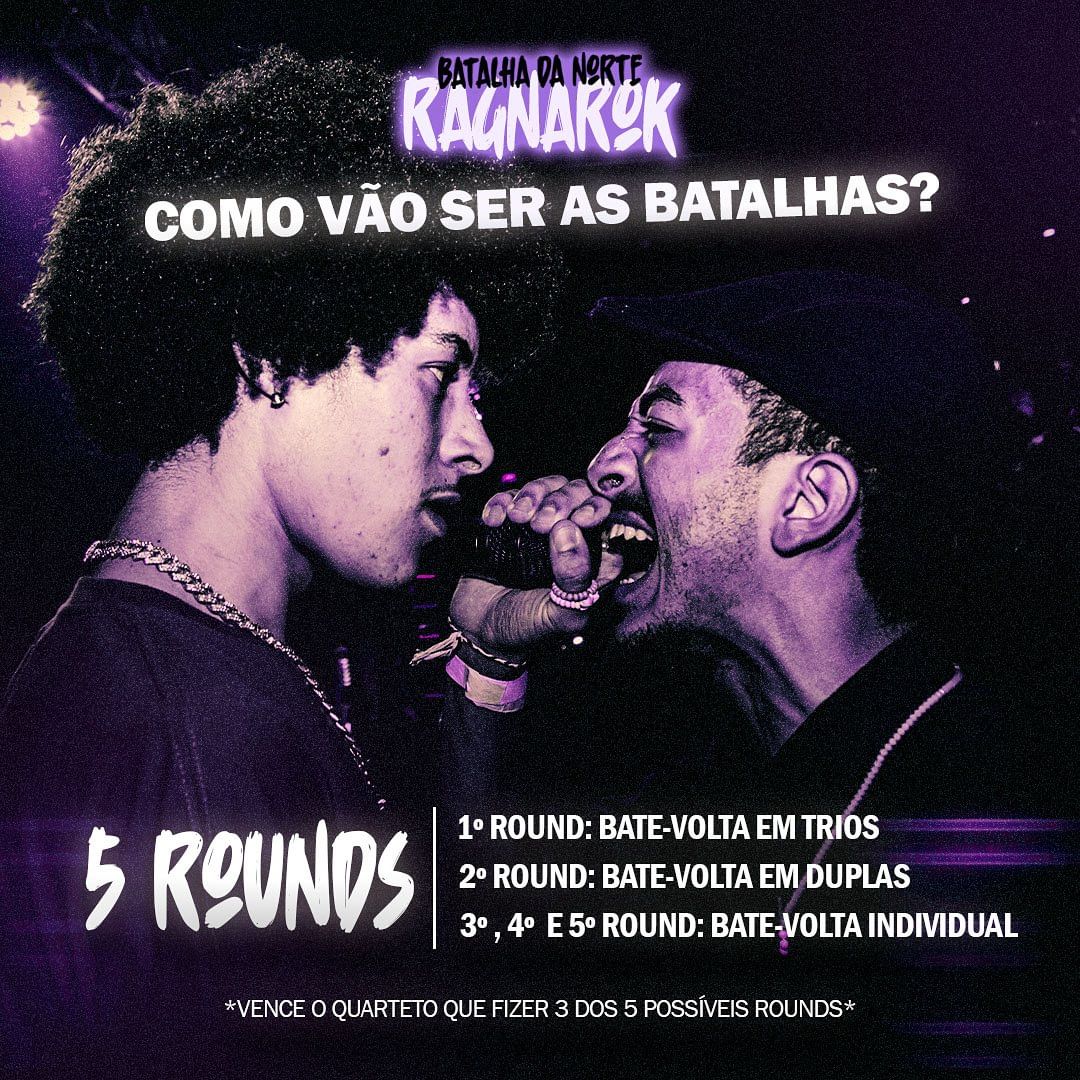 BATALHA DA NORTE
RAGNAROK
COMO VÃO SER AS BATALHAS?
5 ROUNDS
1º ROUND: BATE-VOLTA EM TRIOS
2º ROUND: BATE-VOLTA EM DUPLAS
3º , 4º E 5º ROUND: BATE-VOLTA INDIVIDUAL
*VENCE O QUARTETO QUE FIZER 3 DOS 5 POSSÍVEIS ROUNDS*